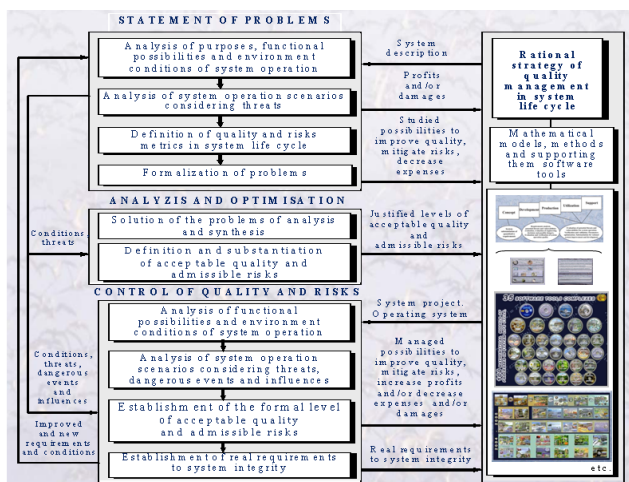 STATEMENT OF PROBLEMS
Analysis of purposes, functional
possibilities and environment
conditions of system operation
Analysis of system operation scenarios
considering threats
Definition of quality and risks
metrics in system life cycle
Formalization of problems
System
description
Profits
and/or
damages
Studied
possibilities to
improve quality,
mitigate risks,
decrease
expenses
Rational
strategy of
quality
management
in system
life cycle
Mathematical
models, methods
and supporting
them software
tools
ANALYZIS AND OPTIMISATION
Solution of the problems of analysis
and synthesis
Definition and substantiation
of acceptable quality and
admissible risks
Conditions,
threats
Justified levels of
acceptable quality
and
admissible risks
CONTROL OF QUALITY AND RISKS
Analysis of functional
possibilities and environment
conditions of system operation
Analysis of system operation
scenarios considering threats,
dangerous events and influences
Establishment of the formal level
of acceptable quality
and admissible risks
Establishment of real requirements
to system integrity
Conditions,
threats,
dangerous
events
and
influences
Improved
and new
requirements
and conditions
System project.
Operating system
Managed
possibilities to
improve quality,
mitigate risks,
increase profits
and/or decrease
expenses and/or
damages
Real requirements
to system integrity
Concept
Development
Production
Utilization
Support
SOFTWARE TOOLS COMPLEXES
etc.